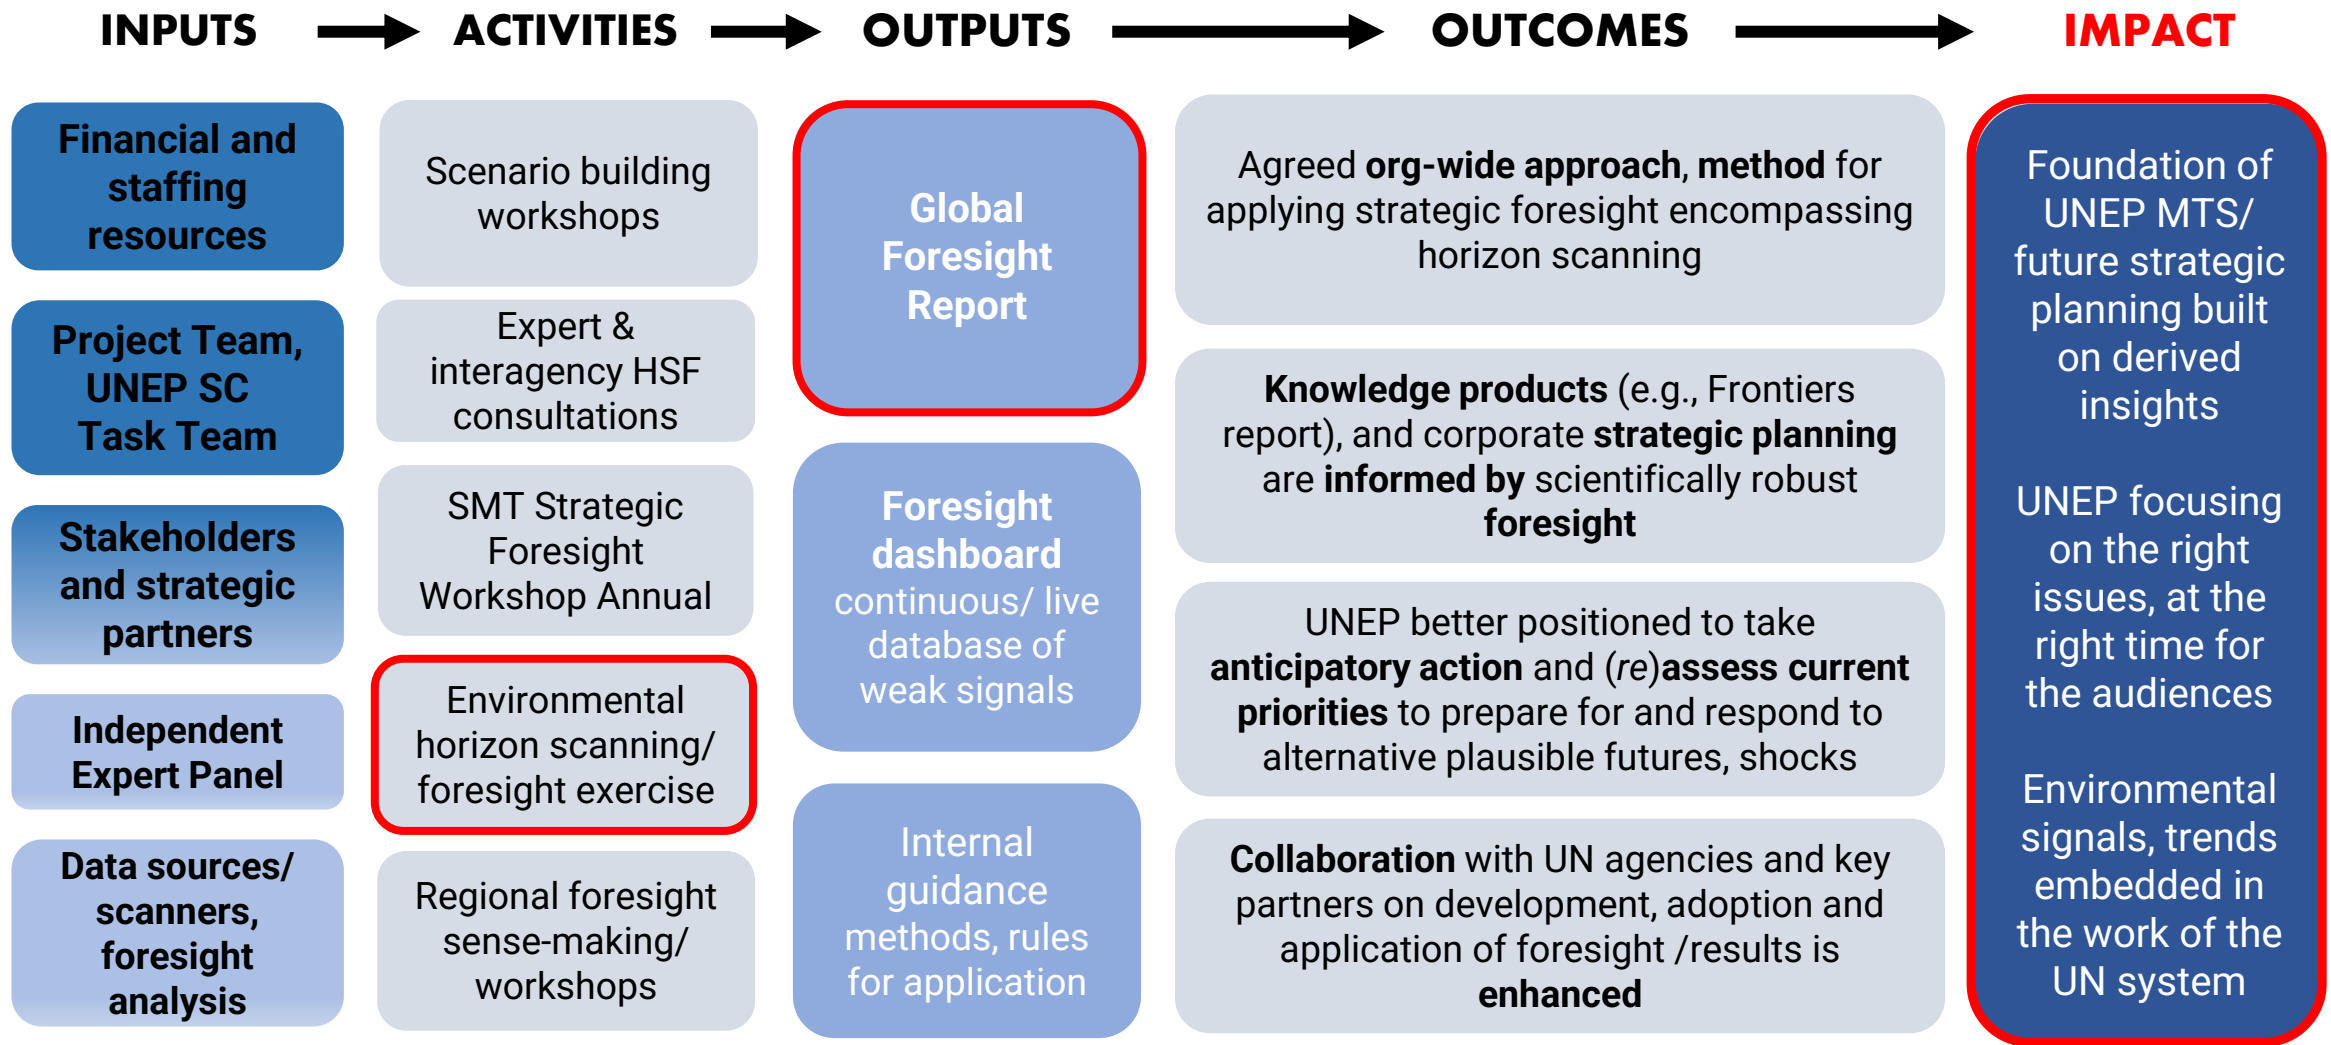 INPUTS
ACTIVITIES
OUTPUTS
OUTCOMES
IMPACT
Financial and
staffing
resources
Project Team,
UNEP SC
Task Team
Stakeholders
and strategic
partners
Independent
Expert Panel
Data sources/
scanners,
foresight
analysis
Scenario building
workshops
Expert &
interagency HSF
consultations
SMT Strategic
Foresight
Workshop Annual
Environmental
horizon scanning/
foresight exercise
Regional foresight
sense-making/
workshops
Global
Foresight
Report
Foresight
dashboard
continuous/ live
database of
weak signals
Internal
guidance
methods, rules
for application
Agreed org-wide approach, method for
applying strategic foresight encompassing
horizon scanning
Knowledge products (e.g., Frontiers
report), and corporate strategic planning
are informed by scientifically robust
foresight
UNEP better positioned to take
anticipatory action and (re)assess current
priorities to prepare for and respond to
alternative plausible futures, shocks
Collaboration with UN agencies and key
partners on development, adoption and
application of foresight /results is
enhanced
Foundation of
UNEP MTS/
future strategic
planning built
on derived
insights
UNEP focusing
on the right
issues, at the
right time for
the audiences
Environmental
signals, trends
embedded in
the work of the
UN system